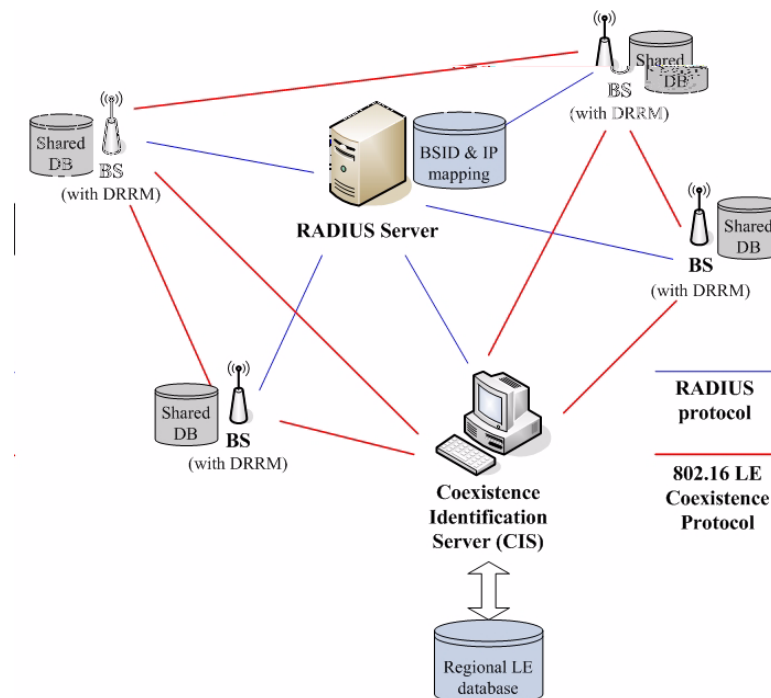 Shared
DB
BS
(with DRRM)
Shared
DB
BS
(with DRRM)
BSID & IP
mapping
RADIUS Server
Shared
DB
BS
(with DRRM)
Shared
DB
BS
(with DRRM)
RADIUS
protocol
802.16 LE
Coexistence
Protocol
Coexistence
Identification
Server (CIS)
Regional LE
database